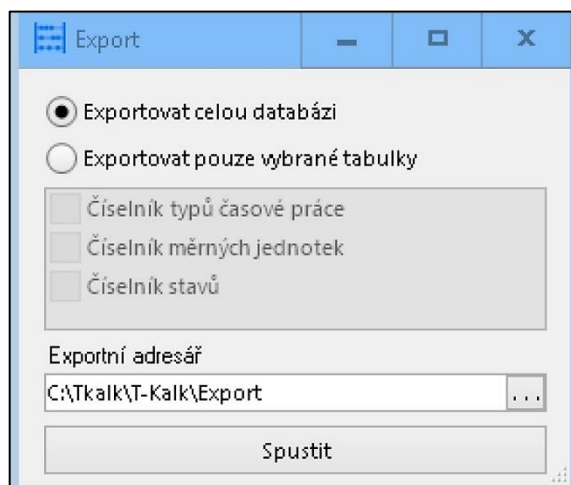 Export
Exportovat celou databázi
Exportovat pouze vybrané tabulky
Číselník typů časové práce
Číselník měrných jednotek
Číselník stavů
Exportní adresář
C:\Tkalk\T-Kalk\Export
...
Spustit